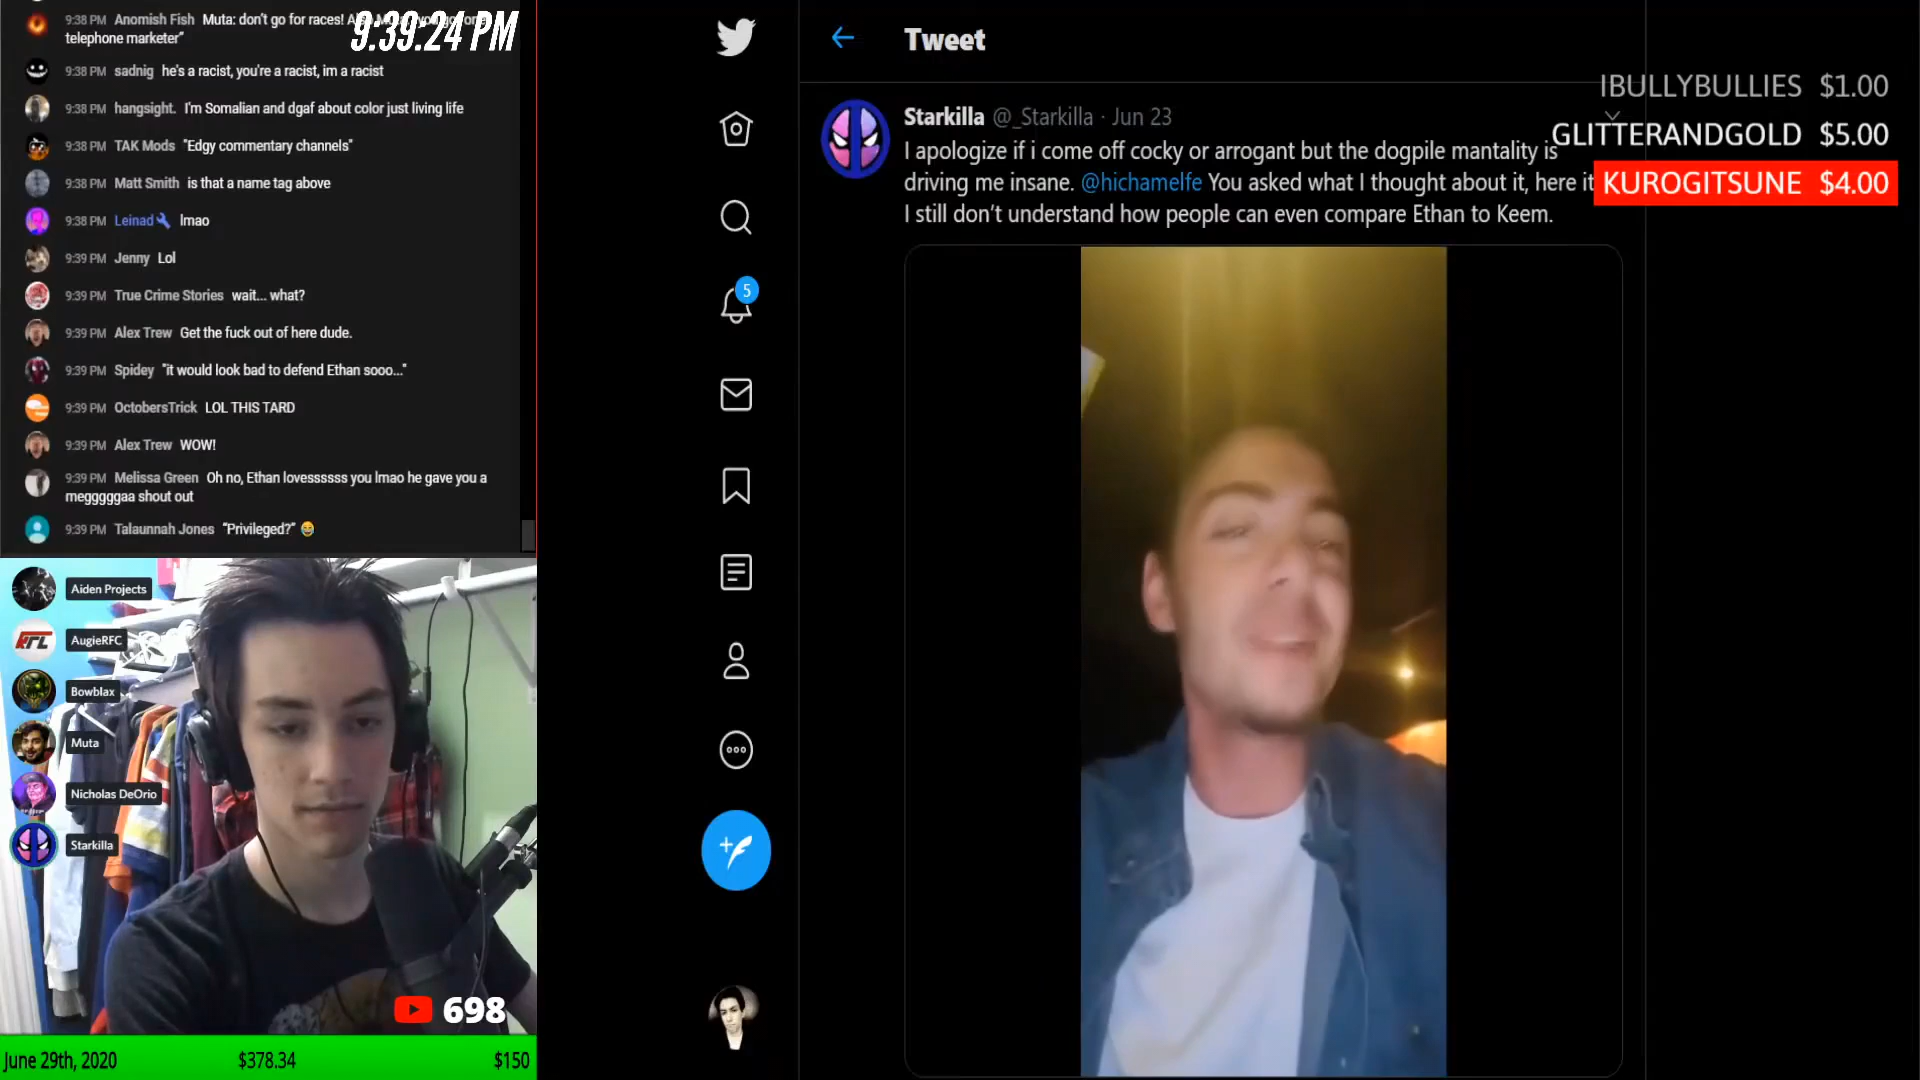 9:38 PM Anomish Fish Muta: don't go for races!
telephone marketer"
9:39:24 PM
9:38 PM sadnig he's a racist, you're a racist, im a racist
9:38 PM hangsight. I'm Somalian and dgaf about color just living life
9:38 PM TAK Mods "Edgy commentary channels"
9:38 PM Matt Smith is that a name tag above
9:38 PM Leinad lmao
9:39 PM Jenny Lol
9:39 PM True Crime Stories wait... what?
9:39 PM Alex Trew Get the fuck out of here dude.
9:39 PM Spidey "it would look bad to defend Ethan sooo..."
9:39 PM OctobersTrick LOL THIS TARD
9:39 PM Alex Trew WOW!
9:39 PM Melissa Green Oh no, Ethan lovessssss you lmao he gave you a
megggggaa shout out
9:39 PM Talaunnah Jones "Privileged?" 😂
Aiden Projects
AugieRFC
Bowblax
Muta
Nicholas DeOrio
Starkilla
698
June 29th, 2020 $378.34 $150
5
Tweet
Starkilla @_Starkilla · Jun 23
I apologize if i come off cocky or arrogant but the dogpile mantality is
driving me insane. @hichamelfe You asked what I thought about it, here it
I still don't understand how people can even compare Ethan to Keem.
IBULLYBULLIES $1.00
GLITTERANDGOLD $5.00
KUROGITSUNE $4.00